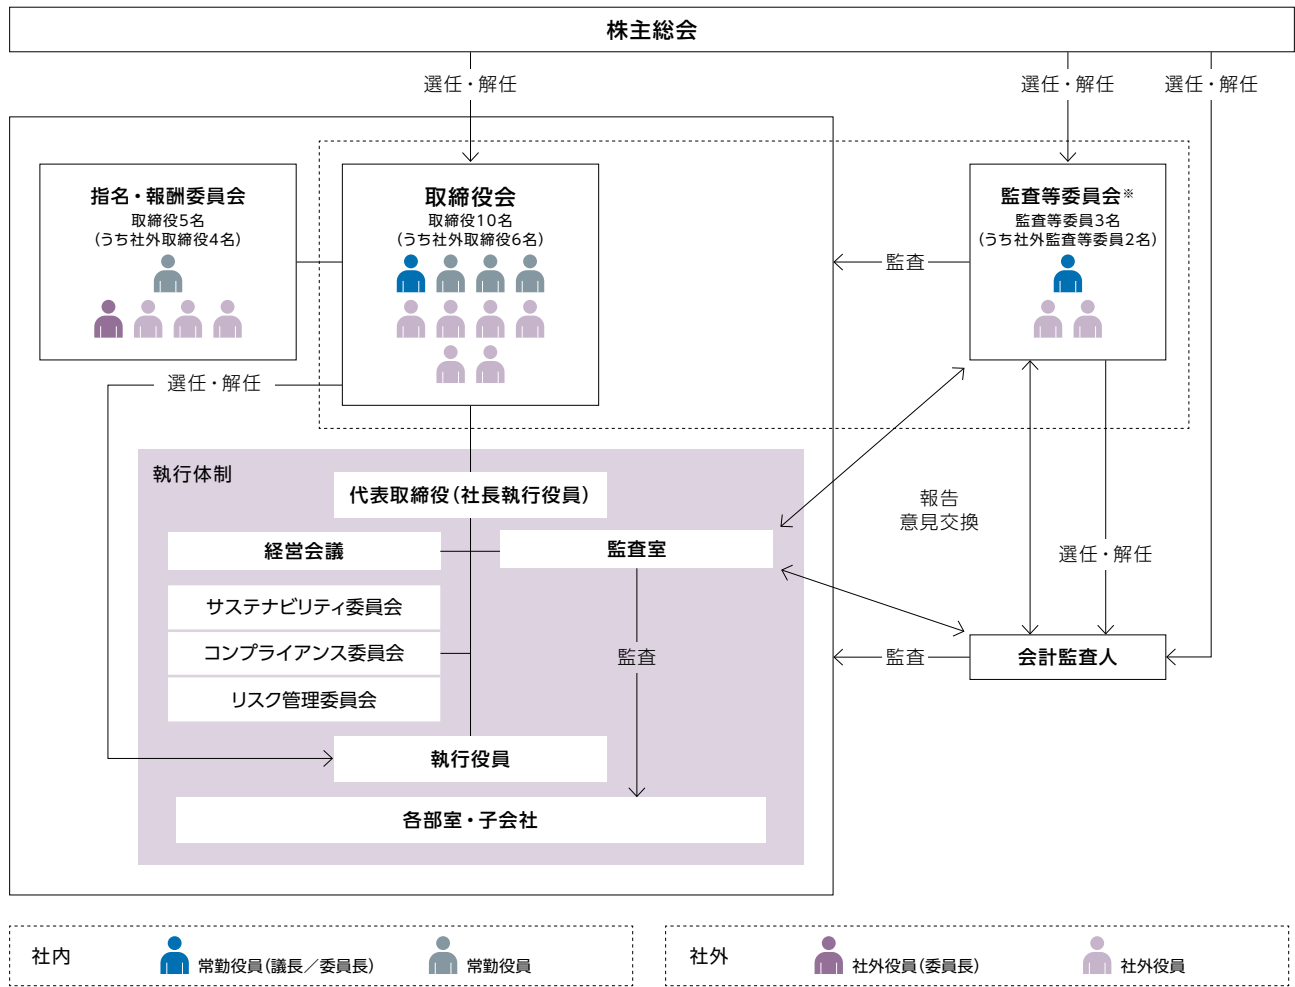 株主総会
選任・解任
選任・解任
選任・解任
指名・報酬委員会
取締役5名
(うち社外取締役4名)
取締役会
取締役10名
(うち社外取締役6名)
監査等委員会※
監査等委員3名
(うち社外監査等委員2名)
監査
選任・解任
執行体制
代表取締役(社長執行役員)
経営会議
監査室
サステナビリティ委員会
コンプライアンス委員会
リスク管理委員会
監査
執行役員
各部室・子会社
報告
意見交換
選任・解任
監査
会計監査人
社内
常勤役員(議長／委員長)
常勤役員
社外
社外役員(委員長)
社外役員